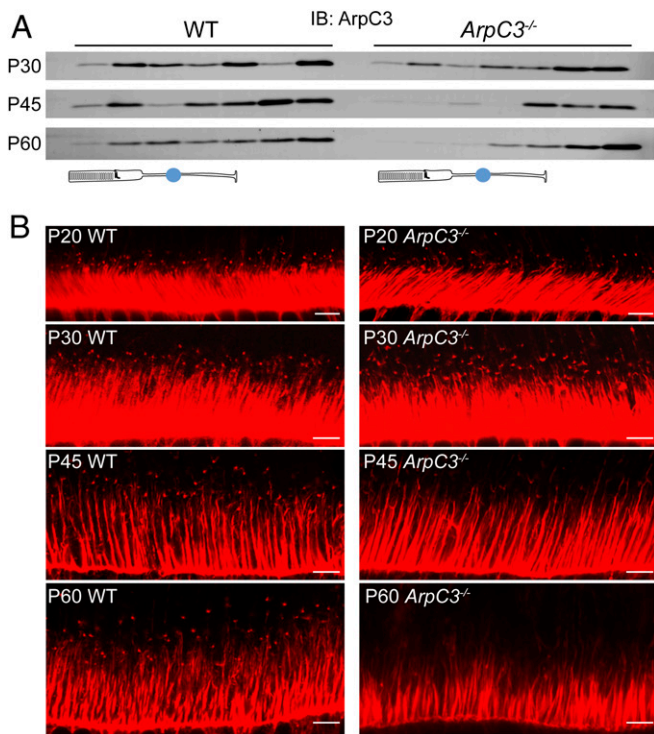 A
IB: ArpC3
WT
ArpC3-/-
P30
P45
P60
B
P20 WT
P20 ArpC3-/-
P30 WT
P30 ArpC3-/-
P45 WT
P45 ArpC3-/-
P60 WT
P60 ArpC3-/-